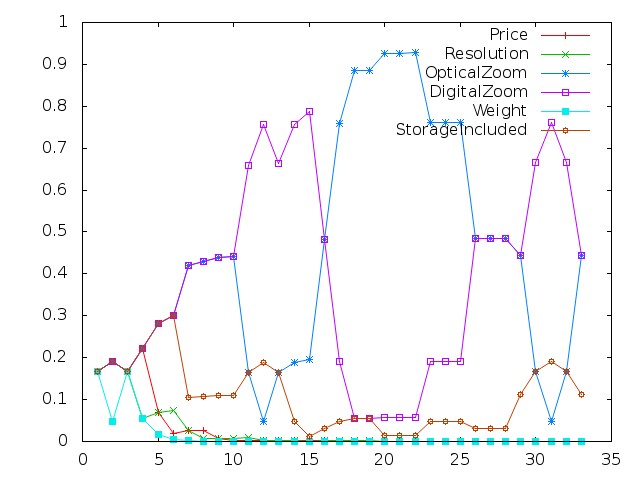 1
0.9
0.8
0.7
0.6
0.5
0.4
0.3
0.2
0.1
0
0 5 10 15 20 25 30 35
Price
Resolution
OpticalZoom
DigitalZoom
Weight
StorageIncluded